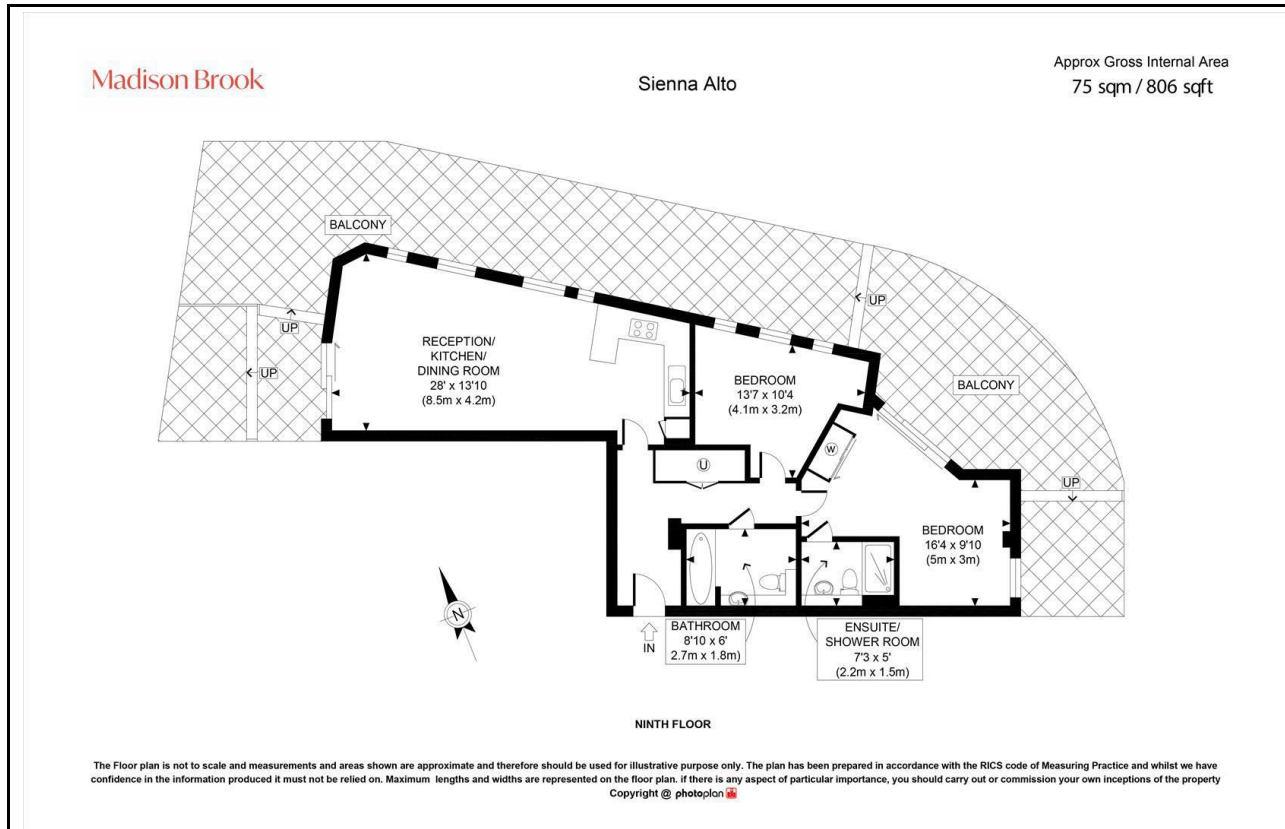 Madison Brook
Sienna Alto
Approx Gross Internal Area
75 sqm / 806 sqft
BALCONY
UP
UP
RECEPTION/
KITCHEN/
DINING ROOM
28' x 13'10
(8.5m x 4.2m)
BEDROOM
13'7 x 10'4
(4.1m x 3.2m)
UP
BALCONY
W
U
UP
BEDROOM
16'4 x 9'10
(5m x 3m)
N
IN
BATHROOM
8'10 x 6'
2.7m x 1.8m)
ENSUITE/
SHOWER ROOM
7'3 x 5'
(2.2m x 1.5m)
NINTH FLOOR
The Floor plan is not to scale and measurements and areas shown are approximate and therefore should be used for illustrative purpose only. The plan has been prepared in accordance with the RICS code of Measuring Practice and whilst we have
confidence in the information produced it must not be relied on. Maximum lengths and widths are represented on the floor plan. if there is any aspect of particular importance, you should carry out or commission your own inceptions of the property
Copyright @ photoplan